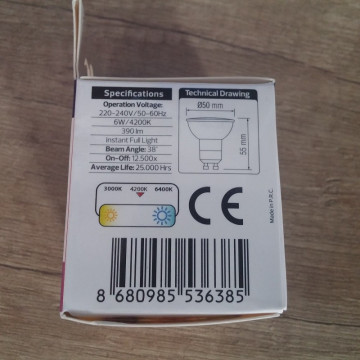 Specifications
Operation Voltage:
220-240V/50-60Hz
6W/4200K
390 lm
Instant Full Light
Beam Angle: 38°
On-Off: 12.500x
Average Life: 25.000 Hrs
Technical Drawing
Ø50 mm
55 mm
3000K 4200K 6400K
CE
Made in P.R.C.
8 680985 536385